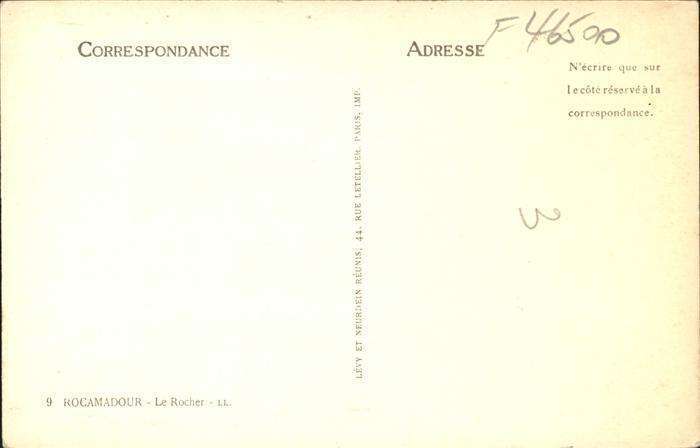 F 46500
CORRESPONDANCE
ADRESSE
N'écrire que sur
le côté réservé à la
correspondance.
LÉVY ET NEURDEIN RÉUNIS, 44, RUE LETELLIER, PARIS, IMP.
3
9 ROCAMADOUR - Le Rocher - LL.